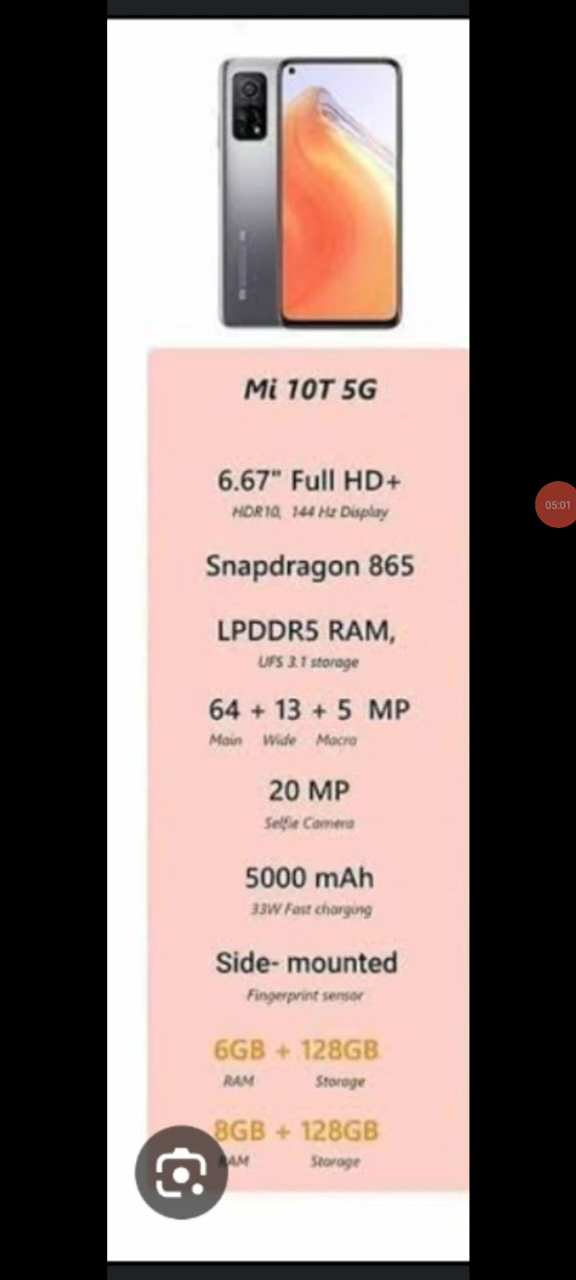 Mi 10T 5G
6.67" Full HD+
HDR10, 144 Hz Display
05:01
Snapdragon 865
LPDDR5 RAM,
UFS 3.1 storage
64 + 13 + 5 MP
Main Wide Macro
20 MP
Selfie Camera
5000 mAh
33W Fast charging
Side- mounted
Fingerprint sensor
6GB + 128GB
RAM Storage
8GB + 128GB
RAM Storage